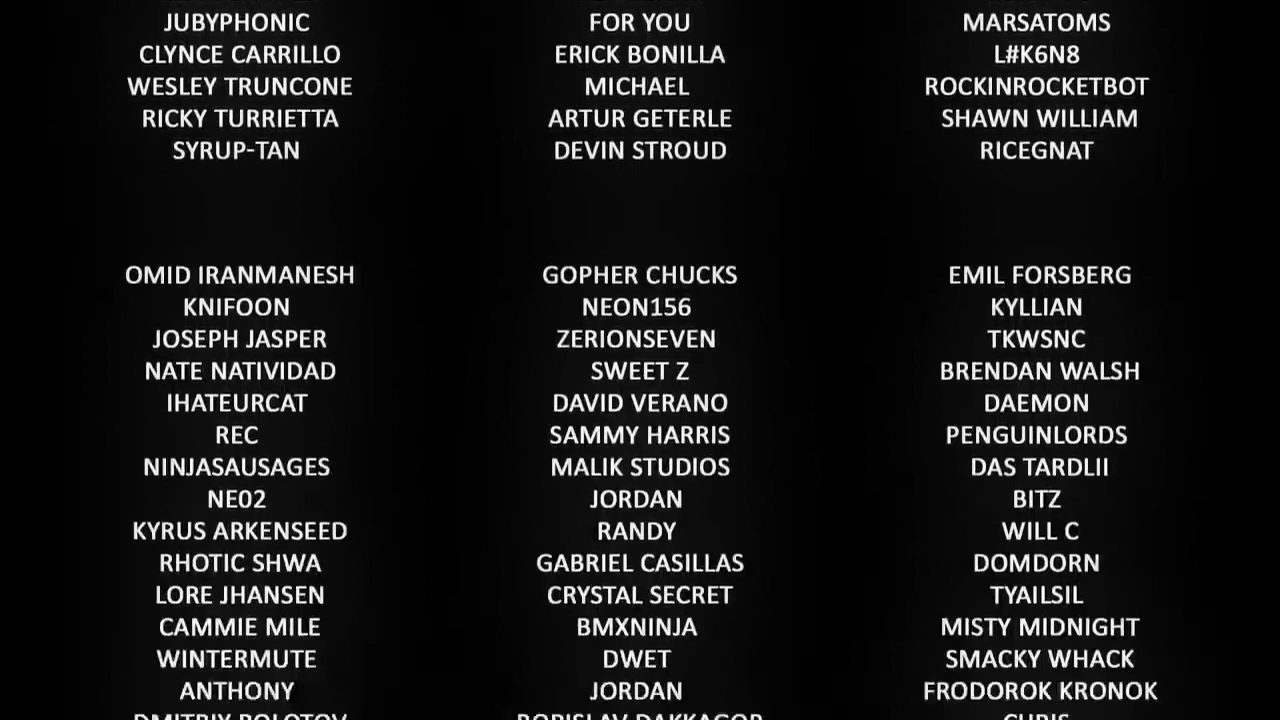 JUBYPHONIC FOR YOU MARSATOMS
CLYNCE CARRILLO ERICK BONILLA L#K6N8
WESLEY TRUNCONE MICHAEL ROCKINROCKETBOT
RICKY TURRIETTA ARTUR GETERLE SHAWN WILLIAM
SYRUP-TAN DEVIN STROUD RICEGNAT
OMID IRANMANESH GOPHER CHUCKS EMIL FORSBERG
KNIFOON NEON156 KYLLIAN
JOSEPH JASPER ZERIONSEVEN TKWSNC
NATE NATIVIDAD SWEET Z BRENDAN WALSH
IHATEURCAT DAVID VERANO DAEMON
REC SAMMY HARRIS PENGUINLORDS
NINJASAUSAGES MALIK STUDIOS DAS TARDLII
NE02 JORDAN BITZ
KYRUS ARKENSEED RANDY WILL C
RHOTIC SHWA GABRIEL CASILLAS DOMDORN
LORE JHANSEN CRYSTAL SECRET TYAILSIL
CAMMIE MILE BMXNINJA MISTY MIDNIGHT
WINTERMUTE DWET SMACKY WHACK
ANTHONY JORDAN FRODOROK KRONOK